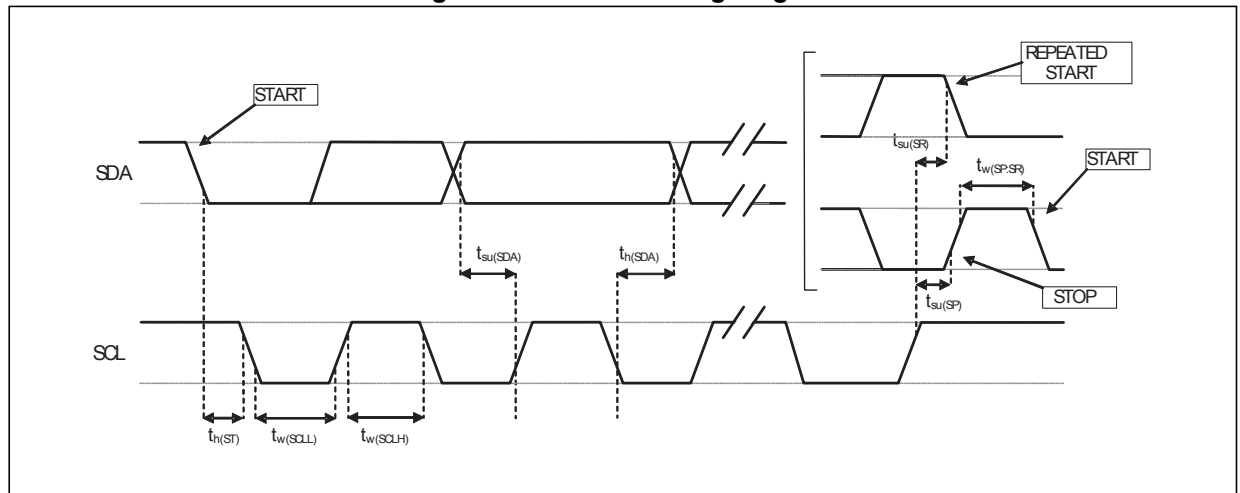 REPEATED
START
START
tsu(SR)
tw(SP:SR)
START
SDA
tsu(SDA)
th(SDA)
tsu(SP)
STOP
SCL
th(ST)
tw(SCLL)
tw(SCLH)